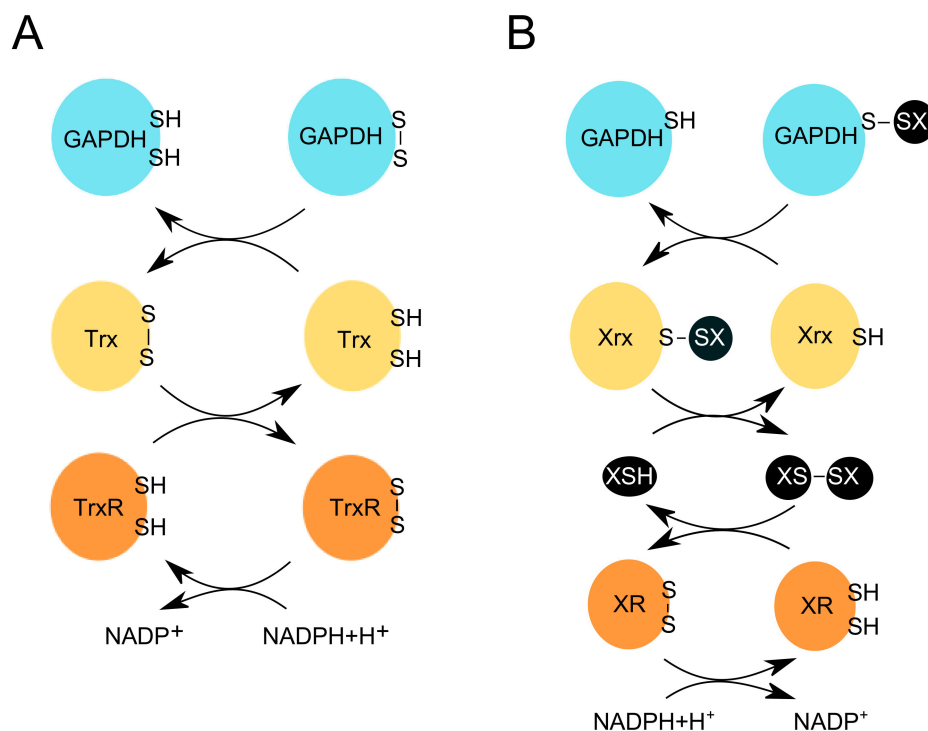 A
GAPDH
SH
SH
GAPDH
S
S
Trx
S
S
Trx
SH
SH
TrxR
SH
SH
TrxR
S
S
NADP+
NADPH+H+
B
GAPDH
SH
GAPDH
S–SX
Xrx
S–SX
Xrx
SH
XSH
XS–SX
XR
S
S
XR
SH
SH
NADPH+H+
NADP+